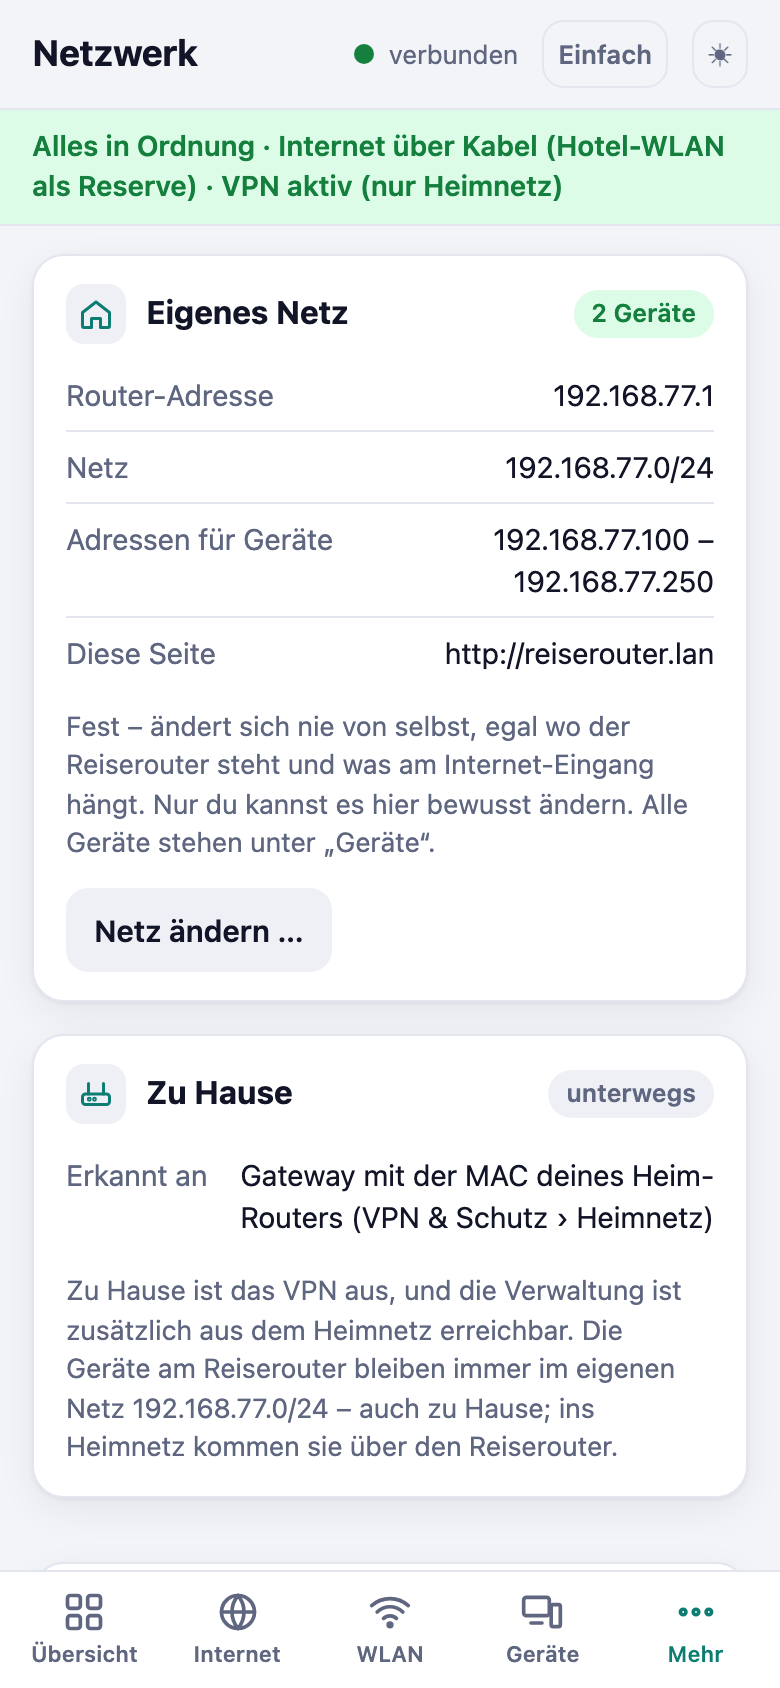 Netzwerk
verbunden
Einfach
Alles in Ordnung · Internet über Kabel (Hotel-WLAN
als Reserve) · VPN aktiv (nur Heimnetz)
Eigenes Netz
2 Geräte
Router-Adresse
192.168.77.1
Netz
192.168.77.0/24
Adressen für Geräte
192.168.77.100 –
192.168.77.250
Diese Seite
http://reiserouter.lan
Fest – ändert sich nie von selbst, egal wo der
Reiserouter steht und was am Internet-Eingang
hängt. Nur du kannst es hier bewusst ändern. Alle
Geräte stehen unter „Geräte“.
Netz ändern ...
Zu Hause
unterwegs
Erkannt an
Gateway mit der MAC deines Heim-
Routers (VPN & Schutz › Heimnetz)
Zu Hause ist das VPN aus, und die Verwaltung ist
zusätzlich aus dem Heimnetz erreichbar. Die
Geräte am Reiserouter bleiben immer im eigenen
Netz 192.168.77.0/24 – auch zu Hause; ins
Heimnetz kommen sie über den Reiserouter.
Übersicht
Internet
WLAN
Geräte
Mehr